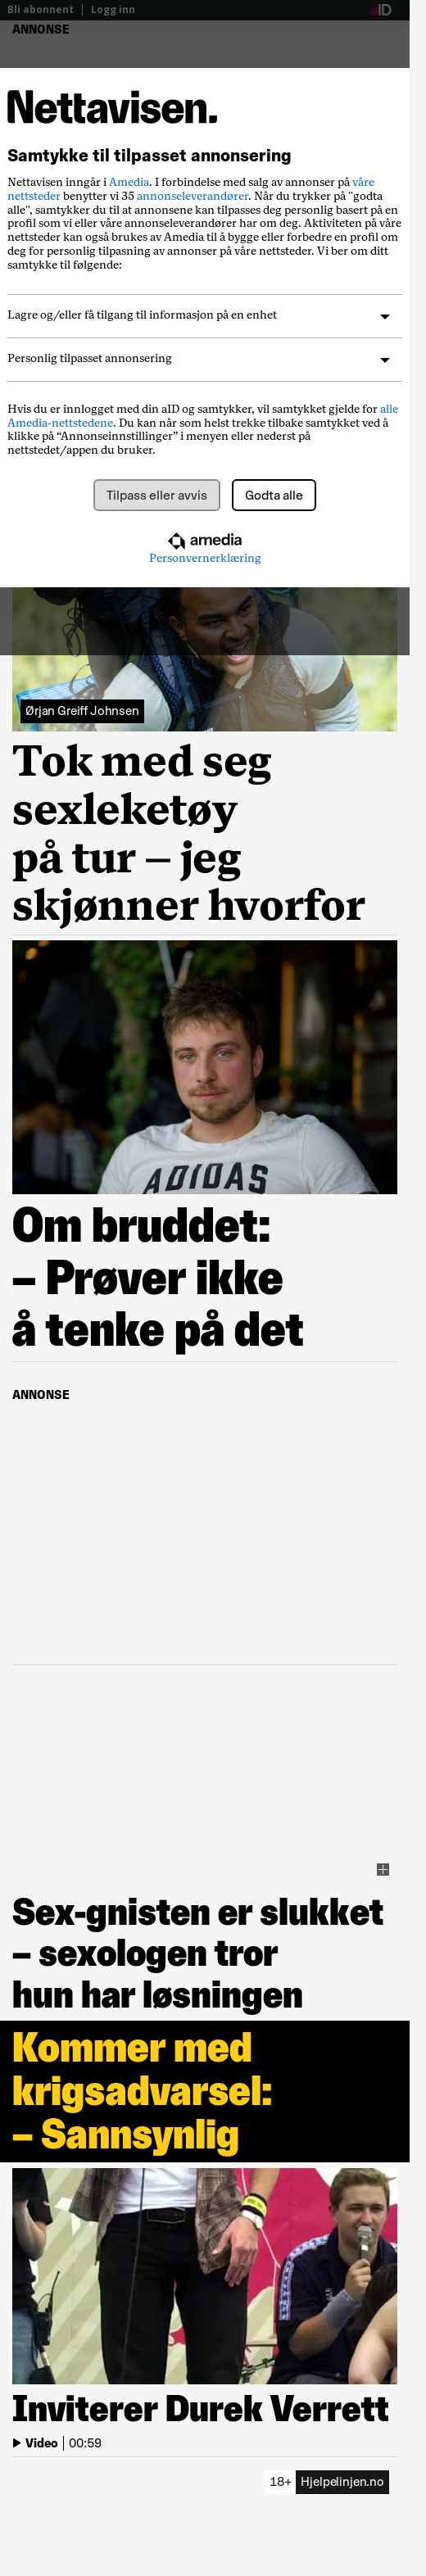 Bli abonnent
Logg inn
aID
ANNONSE
Nettavisen.
Samtykke til tilpasset annonsering
Nettavisen inngår i Amedia. I forbindelse med salg av annonser på våre
nettsteder benytter vi 35 annonseleverandører. Når du trykker på "godta
alle", samtykker du til at annonsene kan tilpasses deg personlig basert på en
profil som vi eller våre annonseleverandører har om deg. Aktiviteten på våre
nettsteder kan også brukes av Amedia til å bygge eller forbedre en profil om
deg for personlig tilpasning av annonser på våre nettsteder. Vi ber om ditt
samtykke til følgende:
Lagre og/eller få tilgang til informasjon på en enhet
Personlig tilpasset annonsering
Hvis du er innlogget med din aID og samtykker, vil samtykket gjelde for alle
Amedia-nettstedene. Du kan når som helst trekke tilbake samtykket ved å
klikke på “Annonseinnstillinger” i menyen eller nederst på
nettstedet/appen du bruker.
Tilpass eller avvis
Godta alle
amedia
Personvernerklæring
Ørjan Greiff Johnsen
Tok med seg
sexleketøy
på tur – jeg
skjønner hvorfor
ADIDAS
Om bruddet:
– Prøver ikke
å tenke på det
ANNONSE
Sex-gnisten er slukket
– sexologen tror
hun har løsningen
Kommer med
krigsadvarsel:
– Sannsynlig
Inviterer Durek Verrett
Video
00:59
18+
Hjelpelinjen.no